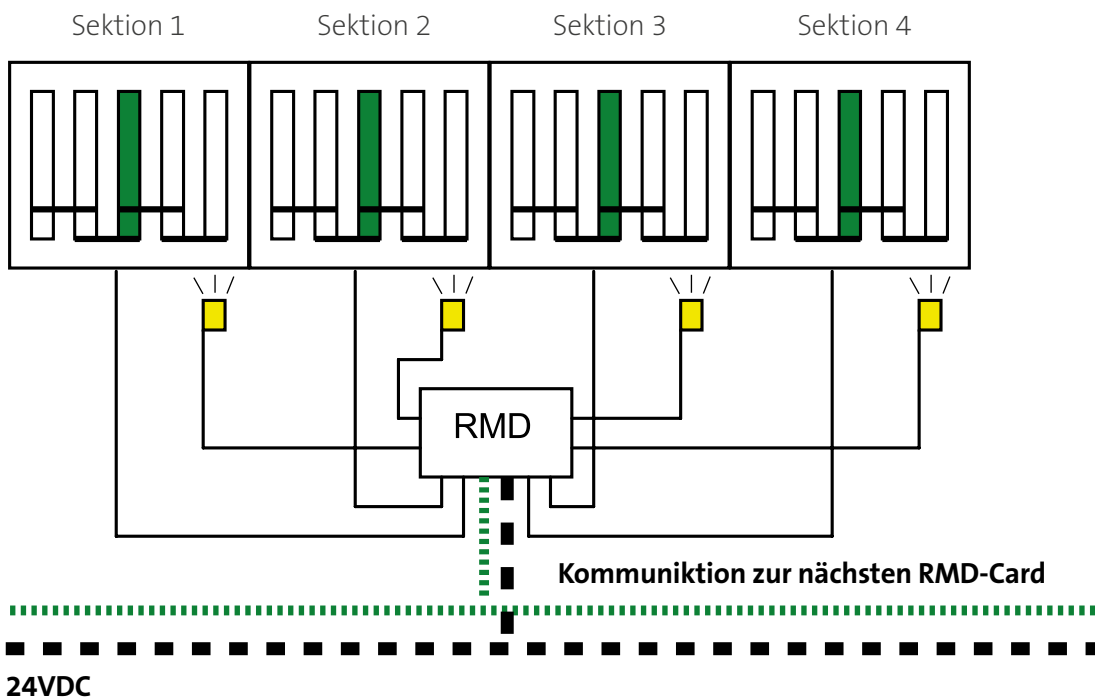 Sektion 1 Sektion 2 Sektion 3 Sektion 4
RMD
Kommuniktion zur nächsten RMD-Card
24VDC